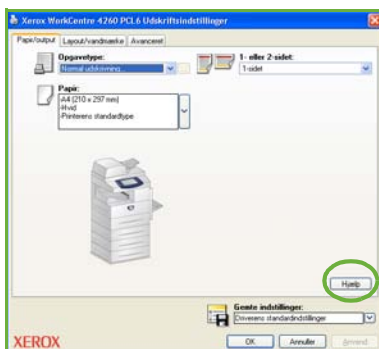 Xerox WorkCentre 4260 PCL6 Udskriftsindstillinger
Papir/output Layout/vandmærke Avanceret
Opgavetype:
Normal udskrivning...
1- eller 2-sidet:
1-sidet
Papir:
-A4 (210 x 297 mm)
-Hvid
-Printerens standardtype
Hjælp
Gemte indstillinger:
Driverens standardindstillinger
XEROX
OK Annuller Anvend